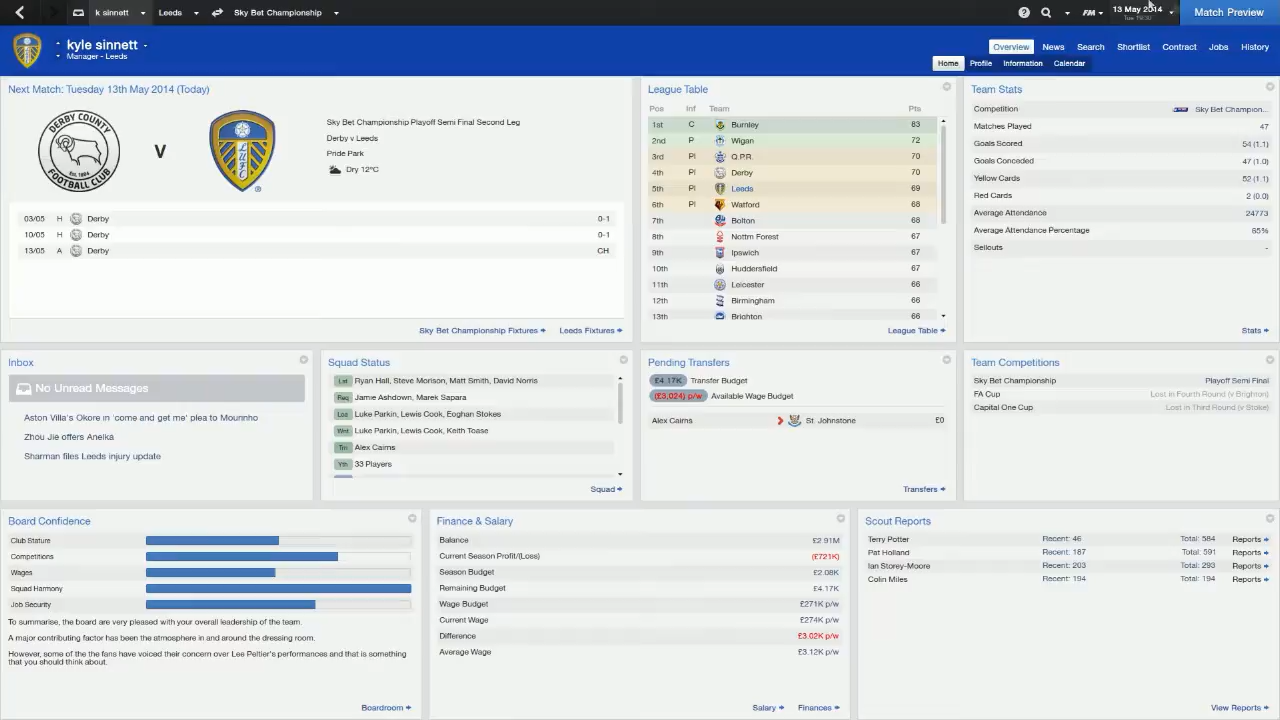 k sinnett
Leeds
Sky Bet Championship
FM
13 May 2014
Tue 19:30
Match Preview
kyle sinnett
Manager - Leeds
Overview News Search Shortlist Contract Jobs History
Home Profile Information Calendar
Next Match: Tuesday 13th May 2014 (Today)
DERBY COUNTY
FOOTBALL CLUB
V
LUFC
Sky Bet Championship Playoff Semi Final Second Leg
Derby v Leeds
Pride Park
Dry 12°C
03/05 H Derby 0-1
10/05 H Derby 0-1
13/05 A Derby CH
Sky Bet Championship Fixtures Leeds Fixtures
League Table
Pos Inf Team Pts
1st C Burnley 83
2nd P Wigan 72
3rd Pl Q.P.R. 70
4th Pl Derby 70
5th Pl Leeds 69
6th Pl Watford 68
7th Bolton 68
8th Nottm Forest 67
9th Ipswich 67
10th Huddersfield 67
11th Leicester 66
12th Birmingham 66
13th Brighton 66
League Table
Team Stats
Competition Sky Bet Champion...
Matches Played 47
Goals Scored 54 (1.1)
Goals Conceded 47 (1.0)
Yellow Cards 52 (1.1)
Red Cards 2 (0.0)
Average Attendance 24773
Average Attendance Percentage 65%
Sellouts -
Stats
Inbox
No Unread Messages
Aston Villa's Okore in 'come and get me' plea to Mourinho
Zhou Jie offers Anelka
Sharman files Leeds injury update
Squad Status
Lst Ryan Hall, Steve Morison, Matt Smith, David Norris
Req Jamie Ashdown, Marek Sapara
Loa Luke Parkin, Lewis Cook, Eoghan Stokes
Wnt Luke Parkin, Lewis Cook, Keith Toase
Trn Alex Cairns
Yth 33 Players
Squad
Pending Transfers
£4.17K Transfer Budget
(£3,024) p/w Available Wage Budget
Alex Cairns St. Johnstone £0
Transfers
Team Competitions
Sky Bet Championship Playoff Semi Final
FA Cup Lost in Fourth Round (v Brighton)
Capital One Cup Lost in Third Round (v Stoke)
Board Confidence
Club Stature
Competitions
Wages
Squad Harmony
Job Security
To summarise, the board are very pleased with your overall leadership of the team.
A major contributing factor has been the atmosphere in and around the dressing room.
However, some of the the fans have voiced their concern over Lee Peltier's performances and that is something
that you should think about.
Boardroom
Finance & Salary
Balance £2.91M
Current Season Profit/(Loss) (£721K)
Season Budget £2.08K
Remaining Budget £4.17K
Wage Budget £271K p/w
Current Wage £274K p/w
Difference £3.02K p/w
Average Wage £3.12K p/w
Salary Finances
Scout Reports
Terry Potter Recent: 46 Total: 584 Reports
Pat Holland Recent: 187 Total: 591 Reports
Ian Storey-Moore Recent: 203 Total: 293 Reports
Colin Miles Recent: 194 Total: 194 Reports
View Reports